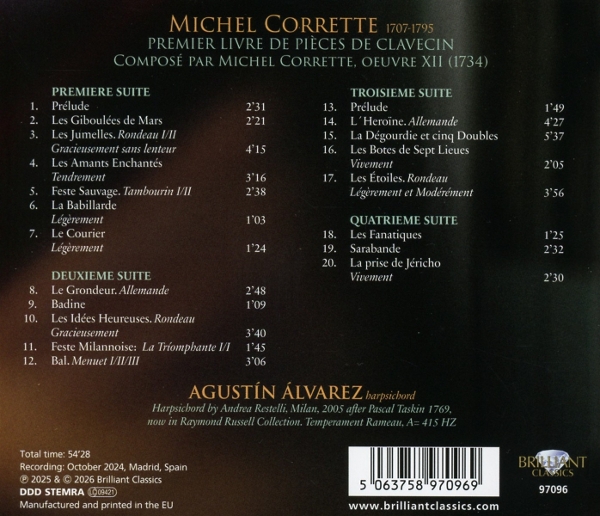 MICHEL CORRETTE 1707-1795
PREMIER LIVRE DE PIÈCES DE CLAVECIN
COMPOSÉ PAR MICHEL CORRETTE, OEUVRE XII (1734)
PREMIERE SUITE
1. Prélude 2'31
2. Les Giboulées de Mars 2'21
3. Les Jumelles. Rondeau I/II
Gracieusement sans lenteur 4'15
4. Les Amants Enchantés
Tendrement 3'16
5. Feste Sauvage. Tambourin I/II 2'38
6. La Babillarde
Légèrement 1'03
7. Le Courier
Légèrement 1'24
DEUXIEME SUITE
8. Le Grondeur. Allemande 2'48
9. Badine 1'09
10. Les Idées Heureuses. Rondeau
Gracieusement 3'40
11. Feste Milannoise: La Tríomphante I/I 1'45
12. Bal. Menuet I/II/III 3'06
TROISIEME SUITE
13. Prélude 1'49
14. L´Heroïne. Allemande 4'27
15. La Dégourdie et cinq Doubles 5'37
16. Les Botes de Sept Lieues
Vivement 2'05
17. Les Étoiles. Rondeau
Légèrement et Modérément 3'56
QUATRIEME SUITE
18. Les Fanatiques 1'25
19. Sarabande 2'32
20. La prise de Jéricho
Vivement 2'30
AGUSTÍN ÁLVAREZ harpsichord
Harpsichord by Andrea Restelli, Milan, 2005 after Pascal Taskin 1769,
now in Raymond Russell Collection. Temperament Rameau, A= 415 HZ
Total time: 54'28
Recording: October 2024, Madrid, Spain
℗ 2025 & © 2026 Brilliant Classics
DDD STEMRA LC 09421
Manufactured and printed in the EU
5 063758 970969
www.brilliantclassics.com
BRILLIANT
CLASSICS
97096